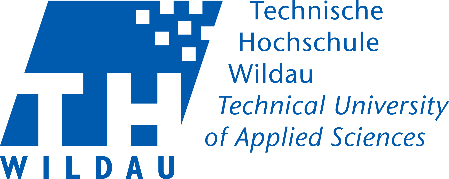 TH
WILDAU
Technische
Hochschule
Wildau
Technical University
of Applied Sciences